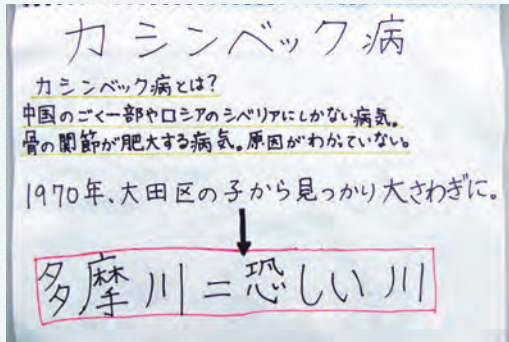 カシンベック病
カシンベック病とは?
中国のごく一部やロシアのシベリアにしかない病気。
骨の関節が肥大する病気。原因がわかっていない。
1970年、大田区の子から見つかり大さわぎに。
多摩川=恐しい川